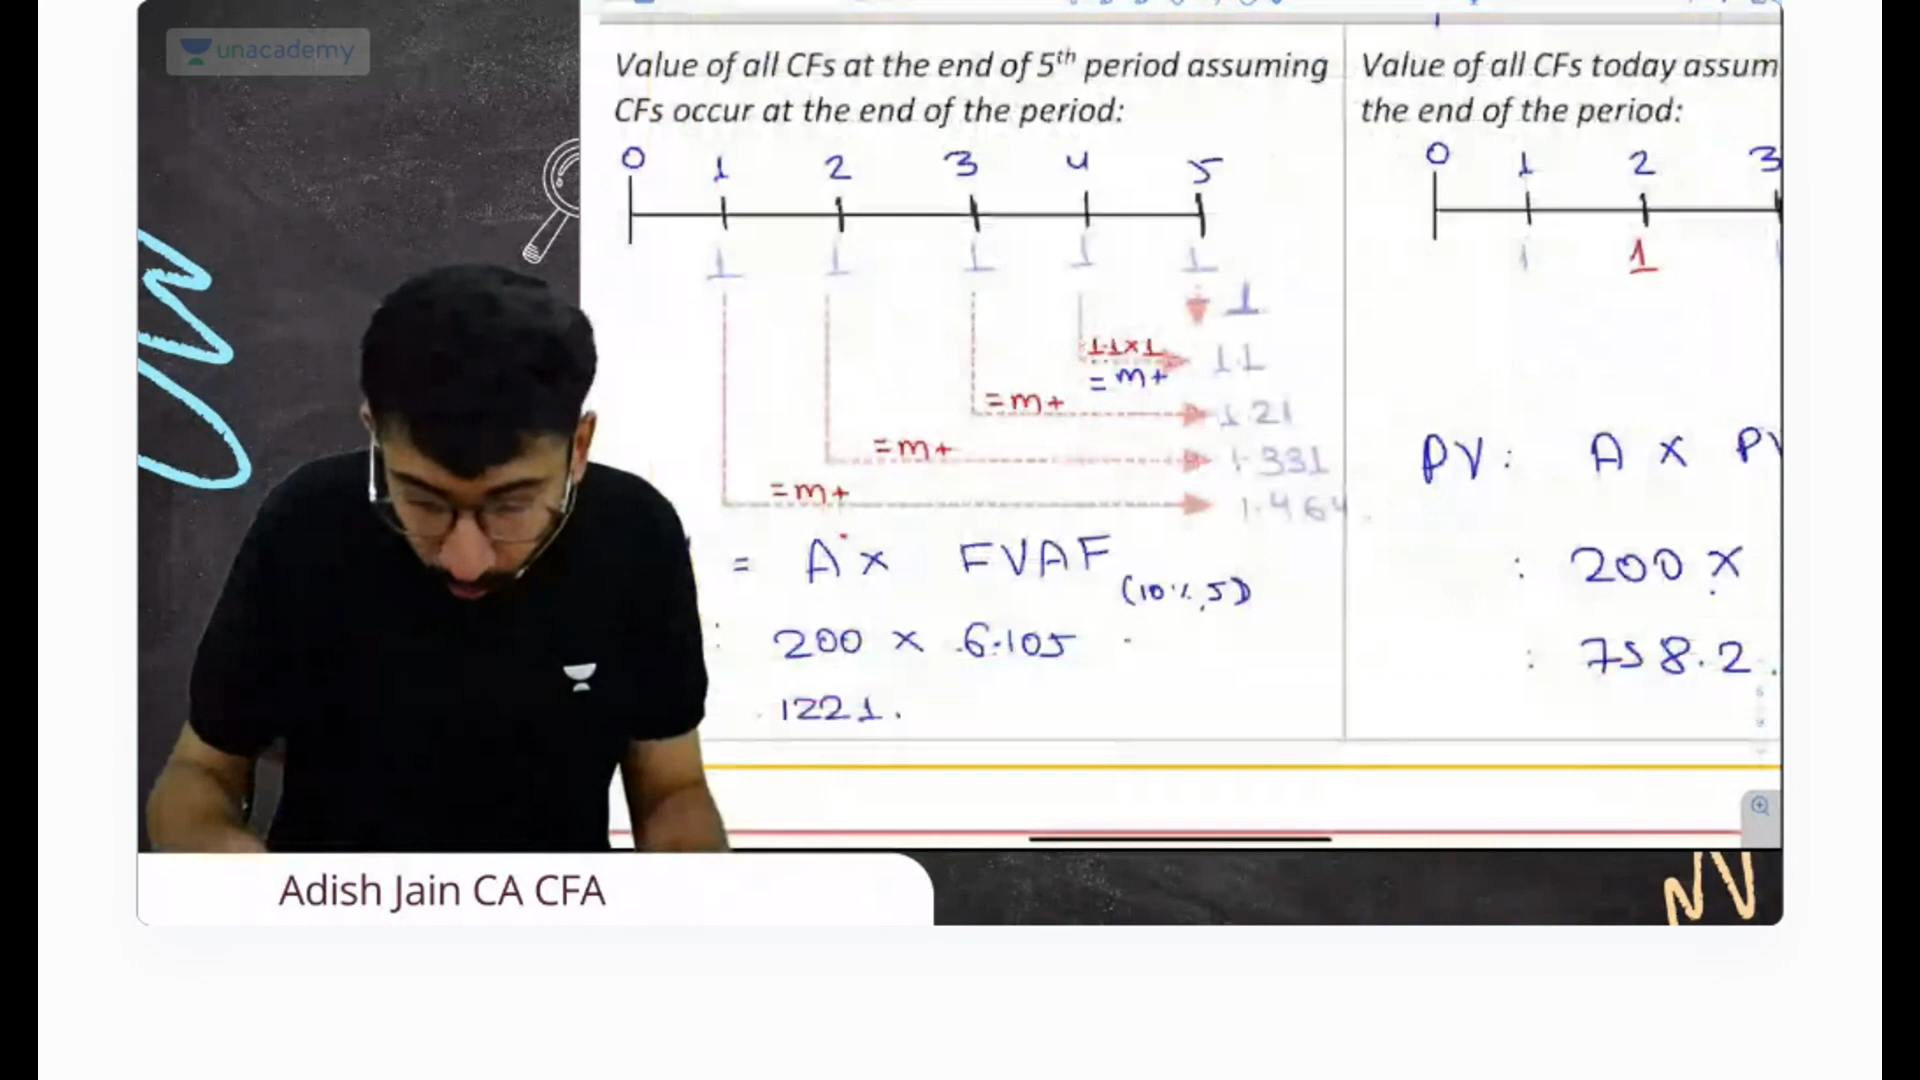 unacademy
Value of all CFs at the end of 5th period assuming
CFs occur at the end of the period:
0 1 2 3 4 5
1 1 1 1 1
1
1.1x1
1.1
= m+
= m+
1.21
= m+
1.331
= m+
1.464
= A x FVAF (10%, 5)
: 200 x 6.105
1221.
Value of all CFs today assum
the end of the period:
0 1 2 3
1 1
PV: A x PV
: 200 x
: 758.2
Adish Jain CA CFA